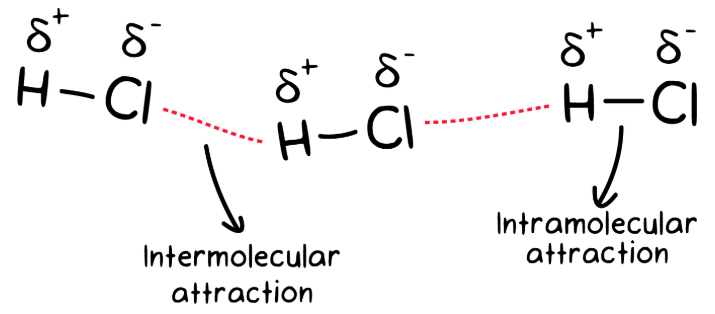 δ+ δ-
H—Cl
δ+ δ-
H—Cl
δ+ δ-
H—Cl
Intermolecular
attraction
Intramolecular
attraction